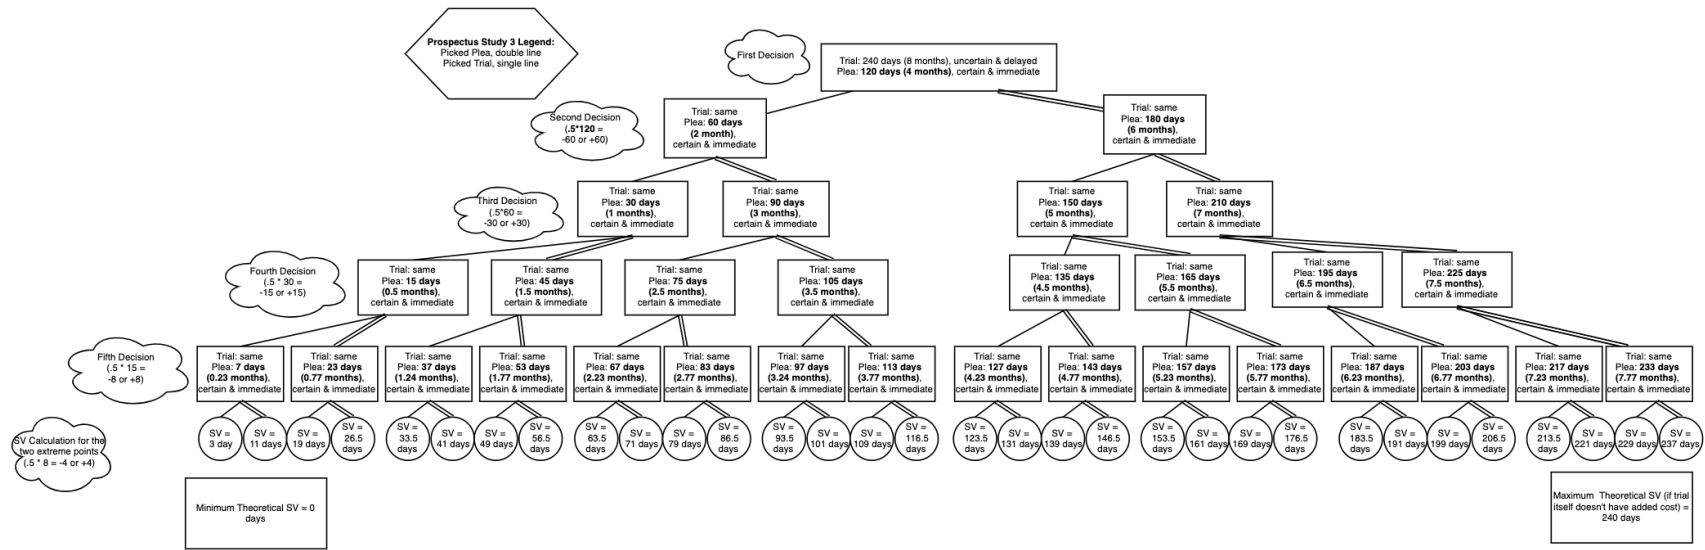 Prospectus Study 3 Legend:
Picked Plea, double line
Picked Trial, single line
First Decision
Trial: 240 days (8 months), uncertain & delayed
Plea: 120 days (4 months), certain & immediate
Second Decision
(.5*120 =
-60 or +60)
Trial: same
Plea: 60 days
(2 month),
certain & immediate
Trial: same
Plea: 180 days
(6 months),
certain & immediate
Third Decision
(.5*60 =
-30 or +30)
Trial: same
Plea: 30 days
(1 months),
certain & immediate
Trial: same
Plea: 90 days
(3 months),
certain & immediate
Trial: same
Plea: 150 days
(5 months),
certain & immediate
Trial: same
Plea: 210 days
(7 months),
certain & immediate
Fourth Decision
(.5 * 30 =
-15 or +15)
Trial: same
Plea: 15 days
(0.5 months),
certain & immediate
Trial: same
Plea: 45 days
(1.5 months),
certain & immediate
Trial: same
Plea: 75 days
(2.5 months),
certain & immediate
Trial: same
Plea: 105 days
(3.5 months),
certain & immediate
Trial: same
Plea: 135 days
(4.5 months),
certain & immediate
Trial: same
Plea: 165 days
(5.5 months),
certain & immediate
Trial: same
Plea: 195 days
(6.5 months),
certain & immediate
Trial: same
Plea: 225 days
(7.5 months),
certain & immediate
Fifth Decision
(.5 * 15 =
-8 or +8)
Trial: same
Plea: 7 days
(0.23 months),
certain & immediate
Trial: same
Plea: 23 days
(0.77 months),
certain & immediate
Trial: same
Plea: 37 days
(1.24 months),
certain & immediate
Trial: same
Plea: 53 days
(1.77 months),
certain & immediate
Trial: same
Plea: 67 days
(2.23 months),
certain & immediate
Trial: same
Plea: 83 days
(2.77 months),
certain & immediate
Trial: same
Plea: 97 days
(3.24 months),
certain & immediate
Trial: same
Plea: 113 days
(3.77 months),
certain & immediate
Trial: same
Plea: 127 days
(4.23 months),
certain & immediate
Trial: same
Plea: 143 days
(4.77 months),
certain & immediate
Trial: same
Plea: 157 days
(5.23 months),
certain & immediate
Trial: same
Plea: 173 days
(5.77 months),
certain & immediate
Trial: same
Plea: 187 days
(6.23 months),
certain & immediate
Trial: same
Plea: 203 days
(6.77 months),
certain & immediate
Trial: same
Plea: 217 days
(7.23 months),
certain & immediate
Trial: same
Plea: 233 days
(7.77 months),
certain & immediate
SV Calculation for the
two extreme points
(.5 * 8 = -4 or +4)
SV =
3 day
SV =
11 days
SV =
19 days
SV =
26.5
days
SV =
33.5
days
SV =
41 days
SV =
49 days
SV =
56.5
days
SV =
63.5
days
SV =
71 days
SV =
79 days
SV =
86.5
days
SV =
93.5
days
SV =
101 days
SV =
109 days
SV =
116.5
days
SV =
123.5
days
SV =
131 days
SV =
139 days
SV =
146.5
days
SV =
153.5
days
SV =
161 days
SV =
169 days
SV =
176.5
days
SV =
183.5
days
SV =
191 days
SV =
199 days
SV =
206.5
days
SV =
213.5
days
SV =
221 days
SV =
229 days
SV =
237 days
Minimum Theoretical SV = 0
days
Maximum Theoretical SV (if trial
itself doesn't have added cost) =
240 days